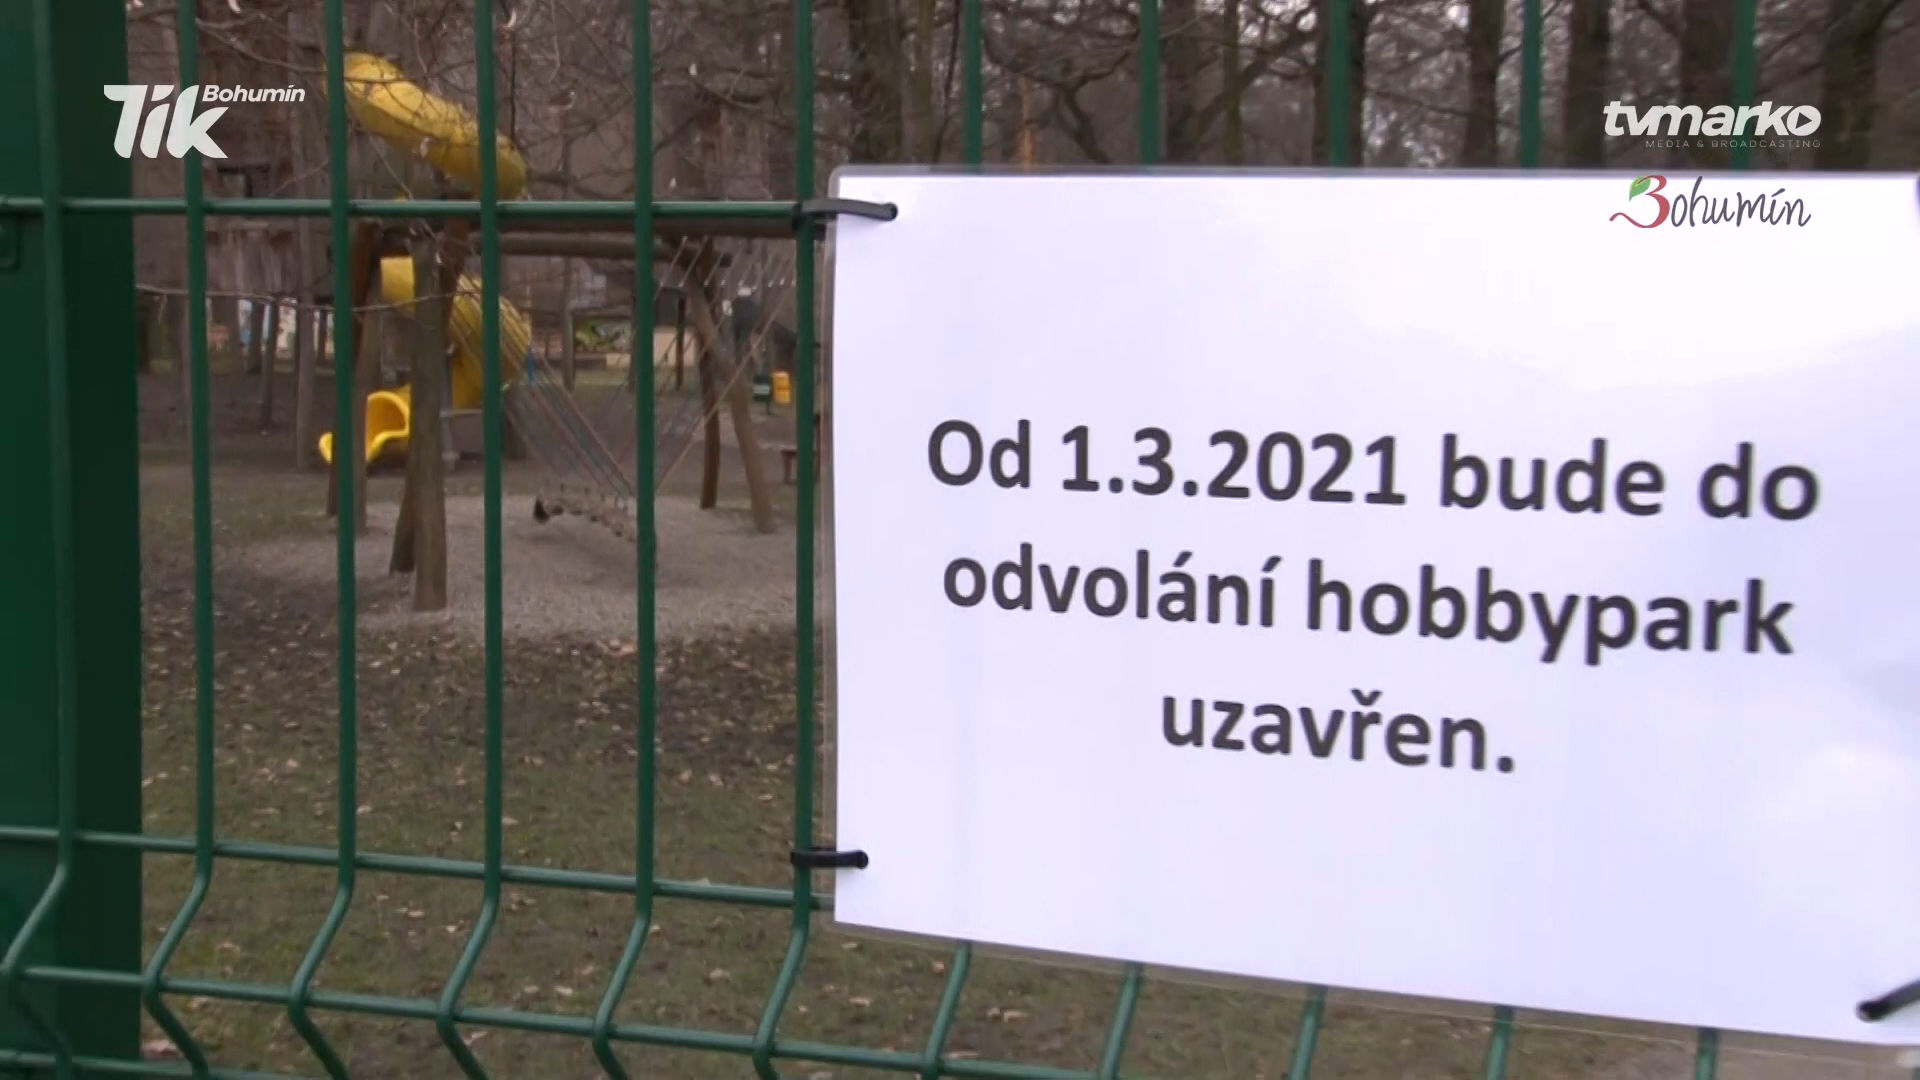 Tik Bohumín
tvmarko
MEDIA & BROADCASTING
Bohumín
Od 1.3.2021 bude do
odvolání hobbypark
uzavřen.